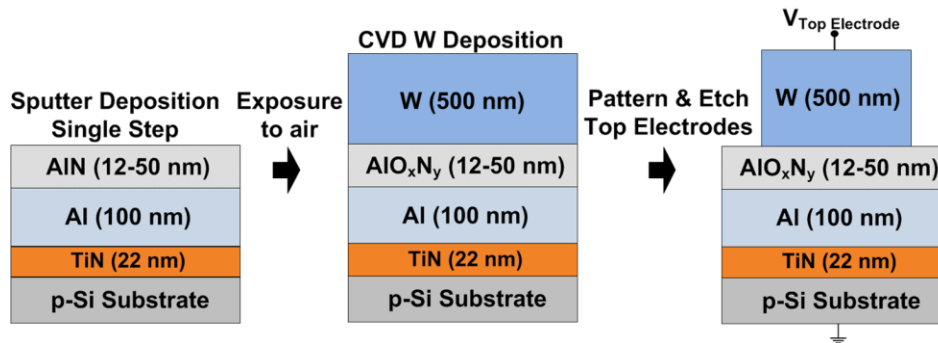 Sputter Deposition
Single Step
AlN (12-50 nm)
Al (100 nm)
TiN (22 nm)
p-Si Substrate
Exposure
to air
CVD W Deposition
W (500 nm)
AlOxNy (12-50 nm)
Al (100 nm)
TiN (22 nm)
p-Si Substrate
Pattern & Etch
Top Electrodes
VTop Electrode
W (500 nm)
AlOxNy (12-50 nm)
Al (100 nm)
TiN (22 nm)
p-Si Substrate